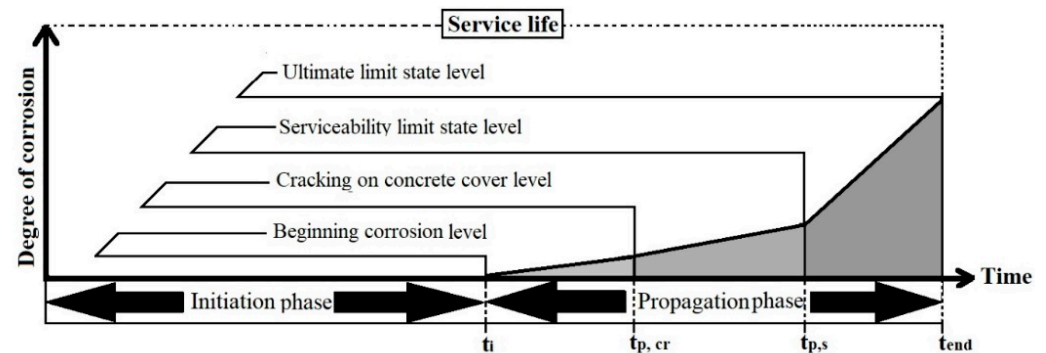 Service life
Degree of corrosion
Ultimate limit state level
Serviceability limit state level
Cracking on concrete cover level
Beginning corrosion level
Time
Initiation phase
Propagation phase
ti
tp, cr
tp,s
tend